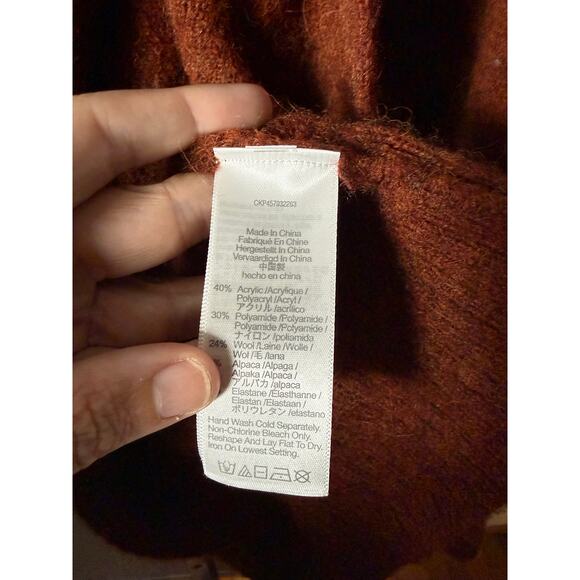 CKP457932263
Made In China
Fabriqué En Chine
Hergestellt In China
Vervaardigd In China
中国製
hecho en china
40% Acrylic /Acrylique /
Polyacryl /Acryl /
アクリル /acrílico
30% Polyamide /Polyamide /
Polyamide /Polyamide /
ナイロン /poliamida
24% Wool /Laine /Wolle /
Wol /毛 /lana
% Alpaca /Alpaga /
Alpaka /Alpaca /
アルパカ /alpaca
Elastane /Elasthanne /
Elastan /Elastaan /
ポリウレタン /elastano
Hand Wash Cold Separately.
Non-Chlorine Bleach Only.
Reshape And Lay Flat To Dry.
Iron On Lowest Setting.